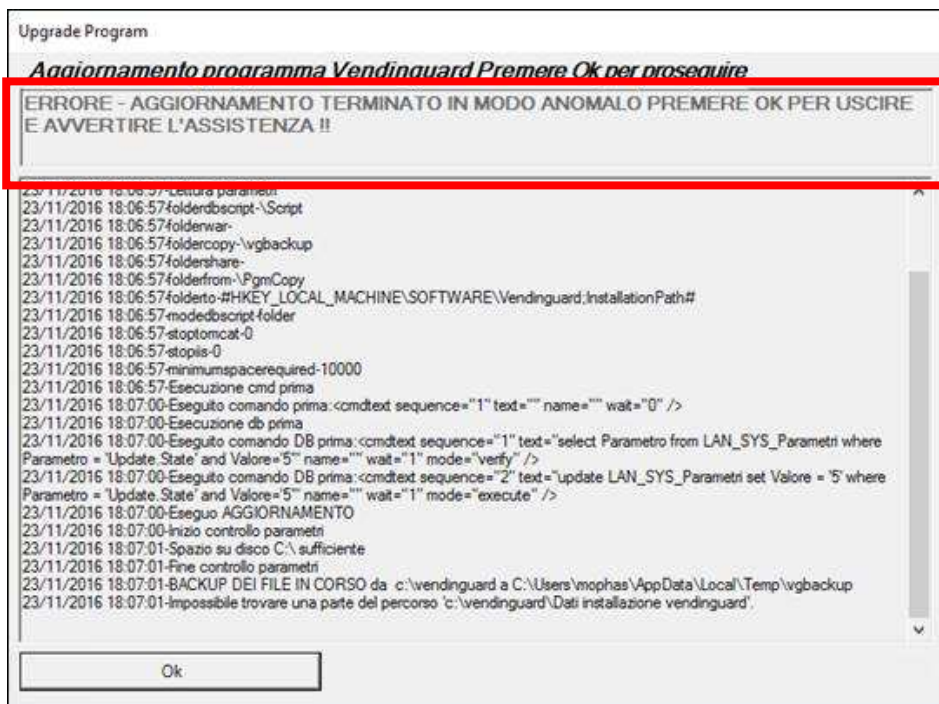 Upgrade Program
Aggiornamento programma Vendinguard Premere Ok per proseguire
ERRORE - AGGIORNAMENTO TERMINATO IN MODO ANOMALO PREMERE OK PER USCIRE
E AVVERTIRE L'ASSISTENZA !!
23/11/2016 18:06:57-Lettura parametri
23/11/2016 18:06:57-folderdbscript-\Script
23/11/2016 18:06:57-folderwar-
23/11/2016 18:06:57-foldercopy-\vgbackup
23/11/2016 18:06:57-foldershare-
23/11/2016 18:06:57-folderfrom-\PgmCopy
23/11/2016 18:06:57-folderto-#HKEY_LOCAL_MACHINE\SOFTWARE\Vendinguard;InstallationPath#
23/11/2016 18:06:57-modedbscript-folder
23/11/2016 18:06:57-stoptomcat-0
23/11/2016 18:06:57-stopiis-0
23/11/2016 18:06:57-minimumspacerequired-10000
23/11/2016 18:06:57-Esecuzione cmd prima
23/11/2016 18:07:00-Eseguito comando prima:<cmdtext sequence="1" text="" name="" wait="0" />
23/11/2016 18:07:00-Esecuzione db prima
23/11/2016 18:07:00-Eseguito comando DB prima:<cmdtext sequence="1" text="select Parametro from LAN_SYS_Parametri where
Parametro = 'Update.State' and Valore='5'" name="" wait="1" mode="verify" />
23/11/2016 18:07:00-Eseguito comando DB prima:<cmdtext sequence="2" text="update LAN_SYS_Parametri set Valore = '5' where
Parametro = 'Update.State' and Valore='5'" name="" wait="1" mode="execute" />
23/11/2016 18:07:00-Eseguo AGGIORNAMENTO
23/11/2016 18:07:00-Inizio controllo parametri
23/11/2016 18:07:01-Spazio su disco C:\ sufficiente
23/11/2016 18:07:01-Fine controllo parametri
23/11/2016 18:07:01-BACKUP DEI FILE IN CORSO da c:\vendinguard a C:\Users\mophas\AppData\Local\Temp\vgbackup
23/11/2016 18:07:01-Impossibile trovare una parte del percorso 'c:\vendinguard\Dati installazione vendinguard'.
Ok